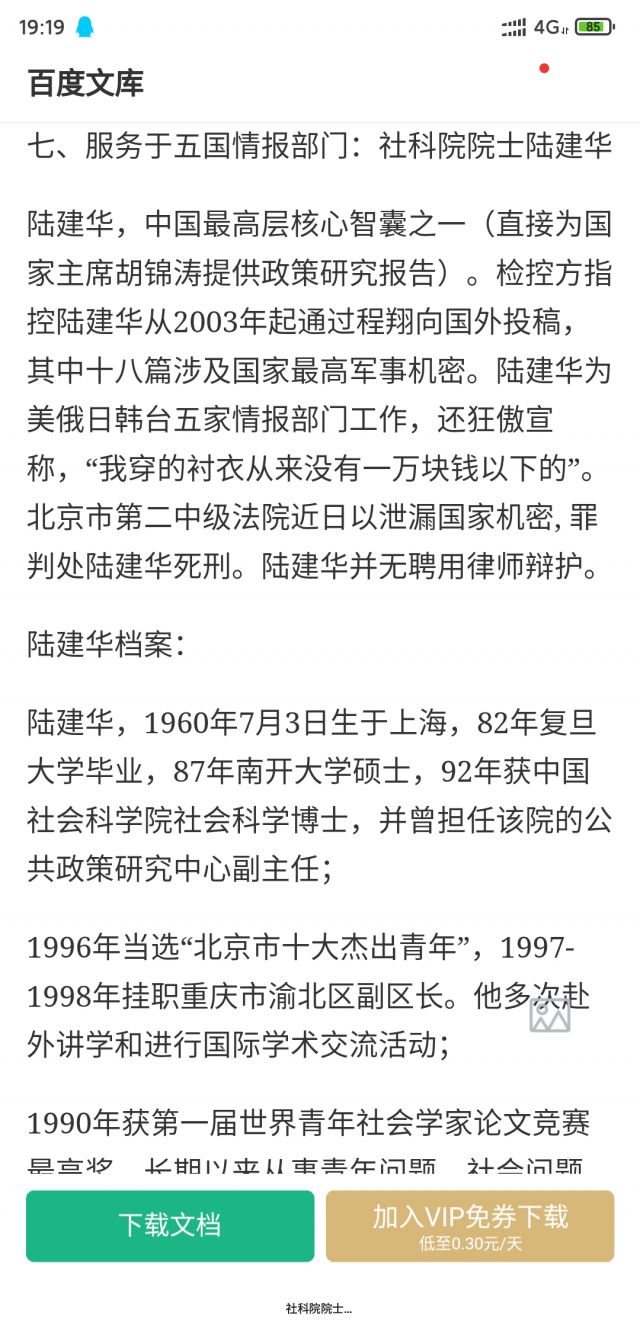 19:19
4G
85
百度文库
七、服务于五国情报部门：社科院院士陆建华
陆建华，中国最高层核心智囊之一（直接为国
家主席胡锦涛提供政策研究报告）。检控方指
控陆建华从2003年起通过程翔向国外投稿，
其中十八篇涉及国家最高军事机密。陆建华为
美俄日韩台五家情报部门工作，还狂傲宣
称，“我穿的衬衣从来没有一万块钱以下的”。
北京市第二中级法院近日以泄漏国家机密, 罪
判处陆建华死刑。陆建华并无聘用律师辩护。
陆建华档案：
陆建华，1960年7月3日生于上海，82年复旦
大学毕业，87年南开大学硕士，92年获中国
社会科学院社会科学博士，并曾担任该院的公
共政策研究中心副主任；
1996年当选“北京市十大杰出青年”，1997-
1998年挂职重庆市渝北区副区长。他多次赴
外讲学和进行国际学术交流活动；
1990年获第一届世界青年社会学家论文竞赛
最高奖。长期以来从事青年问题、社会问题
下载文档
加入VIP免券下载
低至0.30元/天
社科院院士...